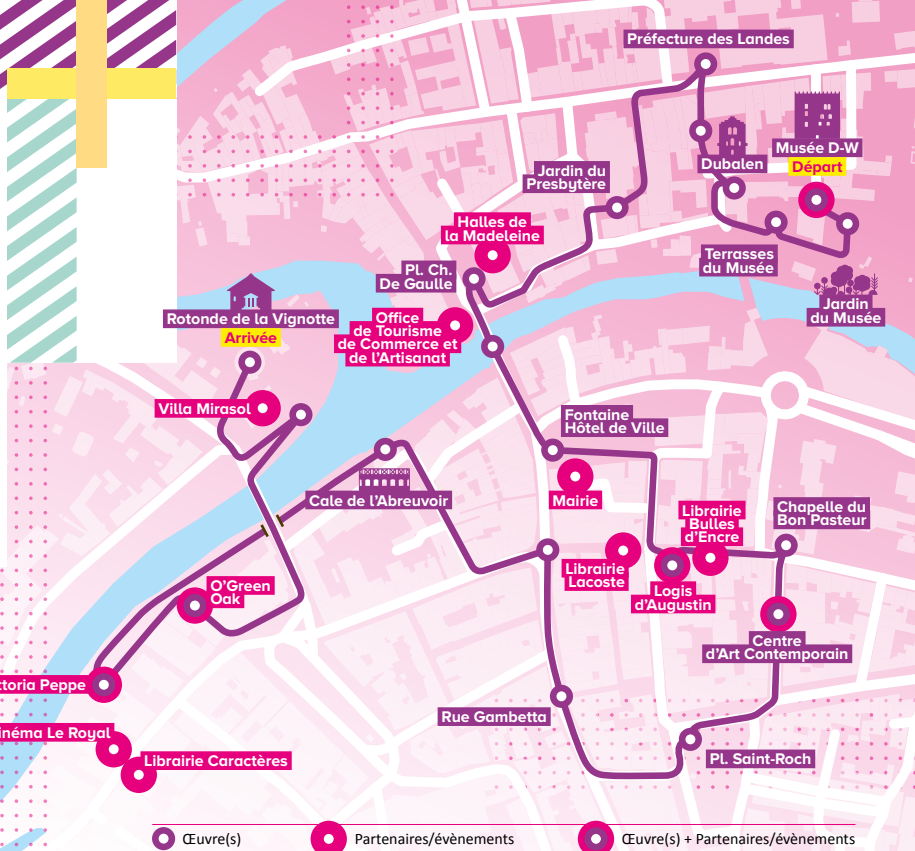 Préfecture des Landes
Musée D-W
Départ
Dubalen
Jardin du
Presbytère
Halles de
la Madeleine
Terrasses
du Musée
Pl. Ch.
De Gaulle
Jardin
du Musée
Rotonde de la Vignotte
Arrivée
Office
de Tourisme
de Commerce et
de l'Artisanat
Villa Mirasol
Fontaine
Hôtel de Ville
Cale de l'Abreuvoir
Mairie
Librairie
Bulles
d'Encre
Chapelle du
Bon Pasteur
Librairie
Lacoste
Logis
d'Augustin
O'Green
Oak
Centre
d'Art Contemporain
ttoria Peppe
Rue Gambetta
inéma Le Royal
Librairie Caractères
Pl. Saint-Roch
Œuvre(s)
Partenaires/évènements
Œuvre(s) + Partenaires/évènements